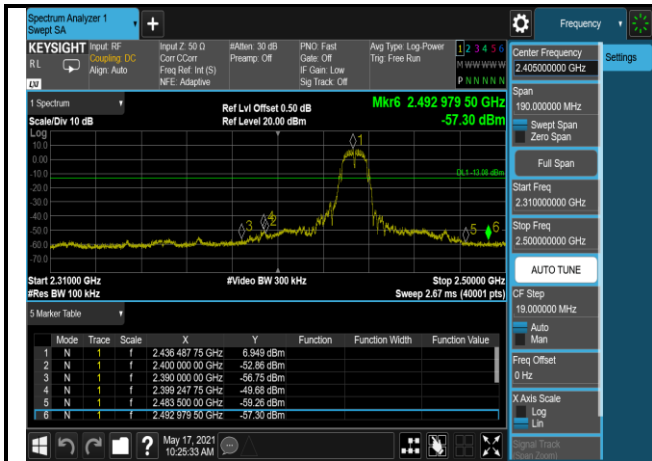 Spectrum Analyzer 1
Swept SA
+
Frequency
KEYSIGHT Input: RF
Coupling: DC
Align: Auto
Input Z: 50 Ω
Corr CCorr
Freq Ref: Int (S)
NFE: Adaptive
#Atten: 30 dB
Preamp: Off
PNO: Fast
Gate: Off
IF Gain: Low
Sig Track: Off
Avg Type: Log-Power
Trig: Free Run
1 2 3 4 5 6
M W W W W W
P N N N N N
RL
LXI
Center Frequency
2.405000000 GHz
Settings
1 Spectrum
Scale/Div 10 dB
Ref Lvl Offset 0.50 dB
Ref Level 20.00 dBm
Mkr6 2.492 979 50 GHz
-57.30 dBm
Log
10.0
0.00
-10.0
-20.0
-30.0
-40.0
-50.0
-60.0
-70.0
1
DL1 -13.06 dBm
3
4
2
5
6
Start 2.31000 GHz
#Res BW 100 kHz
#Video BW 300 kHz
Stop 2.50000 GHz
Sweep 2.67 ms (40001 pts)
Span
190.000000 MHz
Swept Span
Zero Span
Full Span
Start Freq
2.310000000 GHz
Stop Freq
2.500000000 GHz
AUTO TUNE
CF Step
19.000000 MHz
Auto
Man
Freq Offset
0 Hz
X Axis Scale
Log
Lin
Signal Track
(Span Zoom)
5 Marker Table
Mode Trace Scale X Y Function Function Width Function Value
1 N 1 f 2.436 487 75 GHz 6.949 dBm
2 N 1 f 2.400 000 00 GHz -52.86 dBm
3 N 1 f 2.390 000 00 GHz -56.75 dBm
4 N 1 f 2.399 247 75 GHz -49.68 dBm
5 N 1 f 2.483 500 00 GHz -59.26 dBm
6 N 1 f 2.492 979 50 GHz -57.30 dBm
?
May 17, 2021
10:25:33 AM